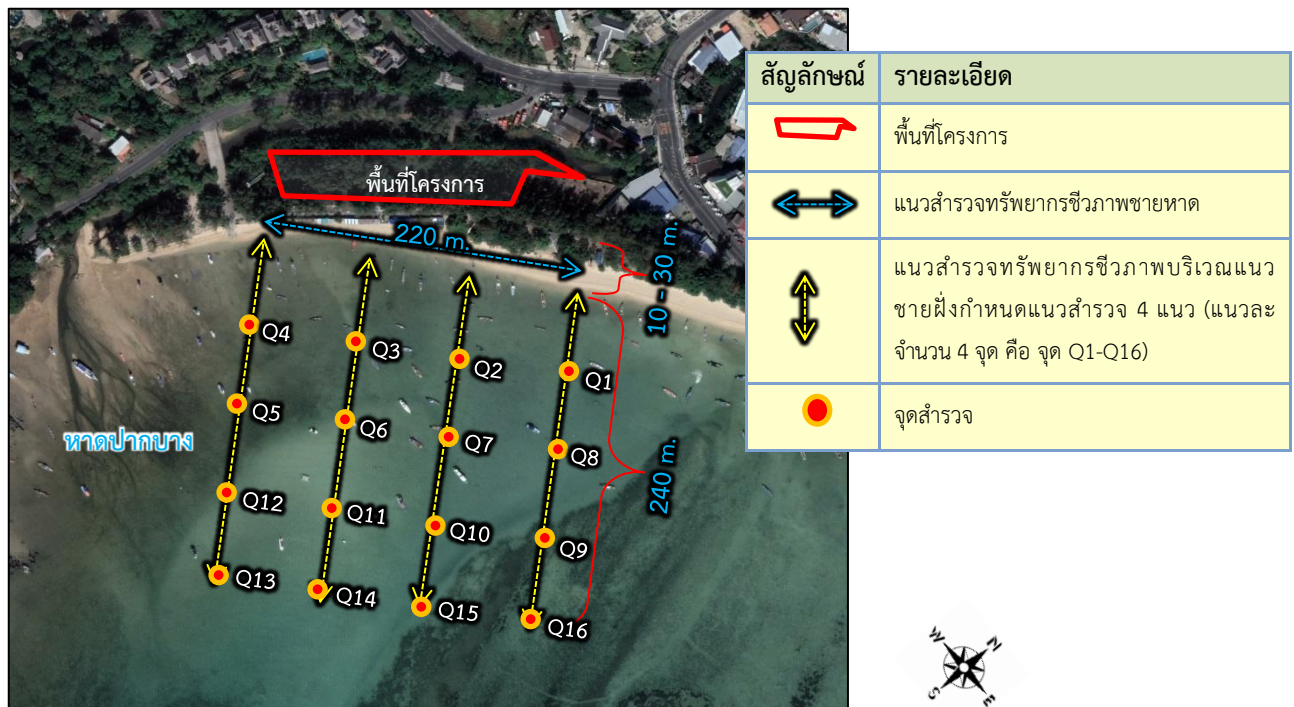 สัญลักษณ์ รายละเอียด
พื้นที่โครงการ
แนวสำรวจทรัพยากรชีวภาพชายหาด
แนวสำรวจทรัพยากรชีวภาพบริเวณแนว
ชายฝั่งกำหนดแนวสำรวจ 4 แนว (แนวละ
จำนวน 4 จุด คือ จุด Q1-Q16)
จุดสำรวจ
พื้นที่โครงการ
220 m.
10 - 30 m.
240 m.
หาดปากบาง
Q4
Q3
Q2
Q1
Q5
Q6
Q7
Q8
Q12
Q11
Q10
Q9
Q13
Q14
Q15
Q16
W
N
S
E